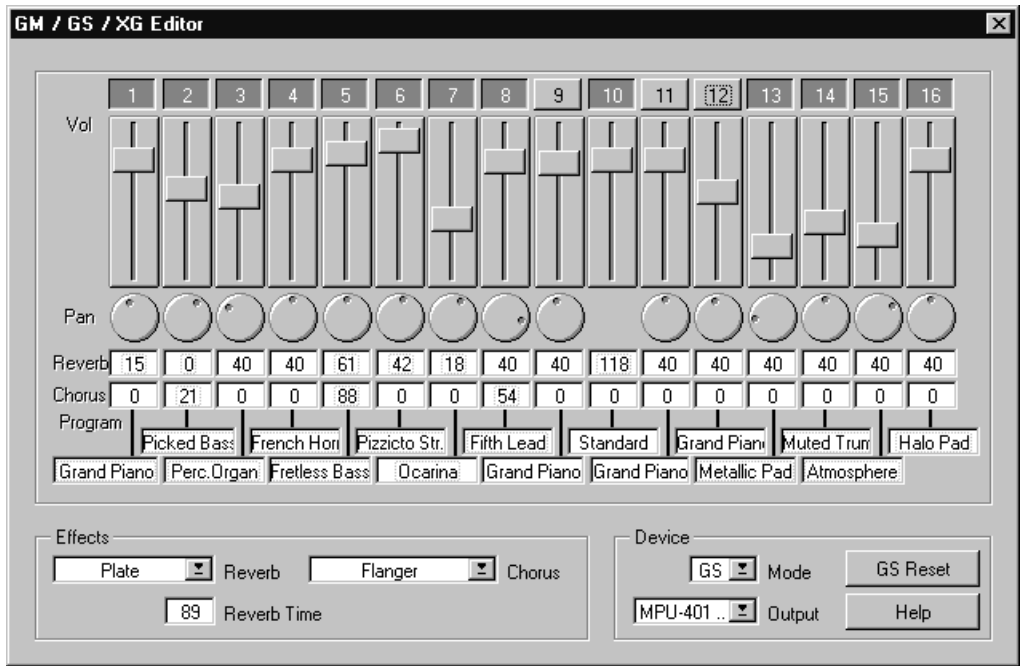 GM / GS / XG Editor
1 2 3 4 5 6 7 8 9 10 11 12 13 14 15 16
Vol
Pan
Reverb 15 0 40 40 61 42 18 40 40 118 40 40 40 40 40 40
Chorus 0 21 0 0 88 0 0 54 0 0 0 0 0 0 0 0
Program
Picked Bass French Horn Pizzicto Str. Fifth Lead Standard Grand Piano Muted Trum Halo Pad
Grand Piano Perc.Organ Fretless Bass Ocarina Grand Piano Grand Piano Metallic Pad Atmosphere
Effects
Plate Reverb Flanger Chorus
89 Reverb Time
Device
GS Mode GS Reset
MPU-401 .. Output Help